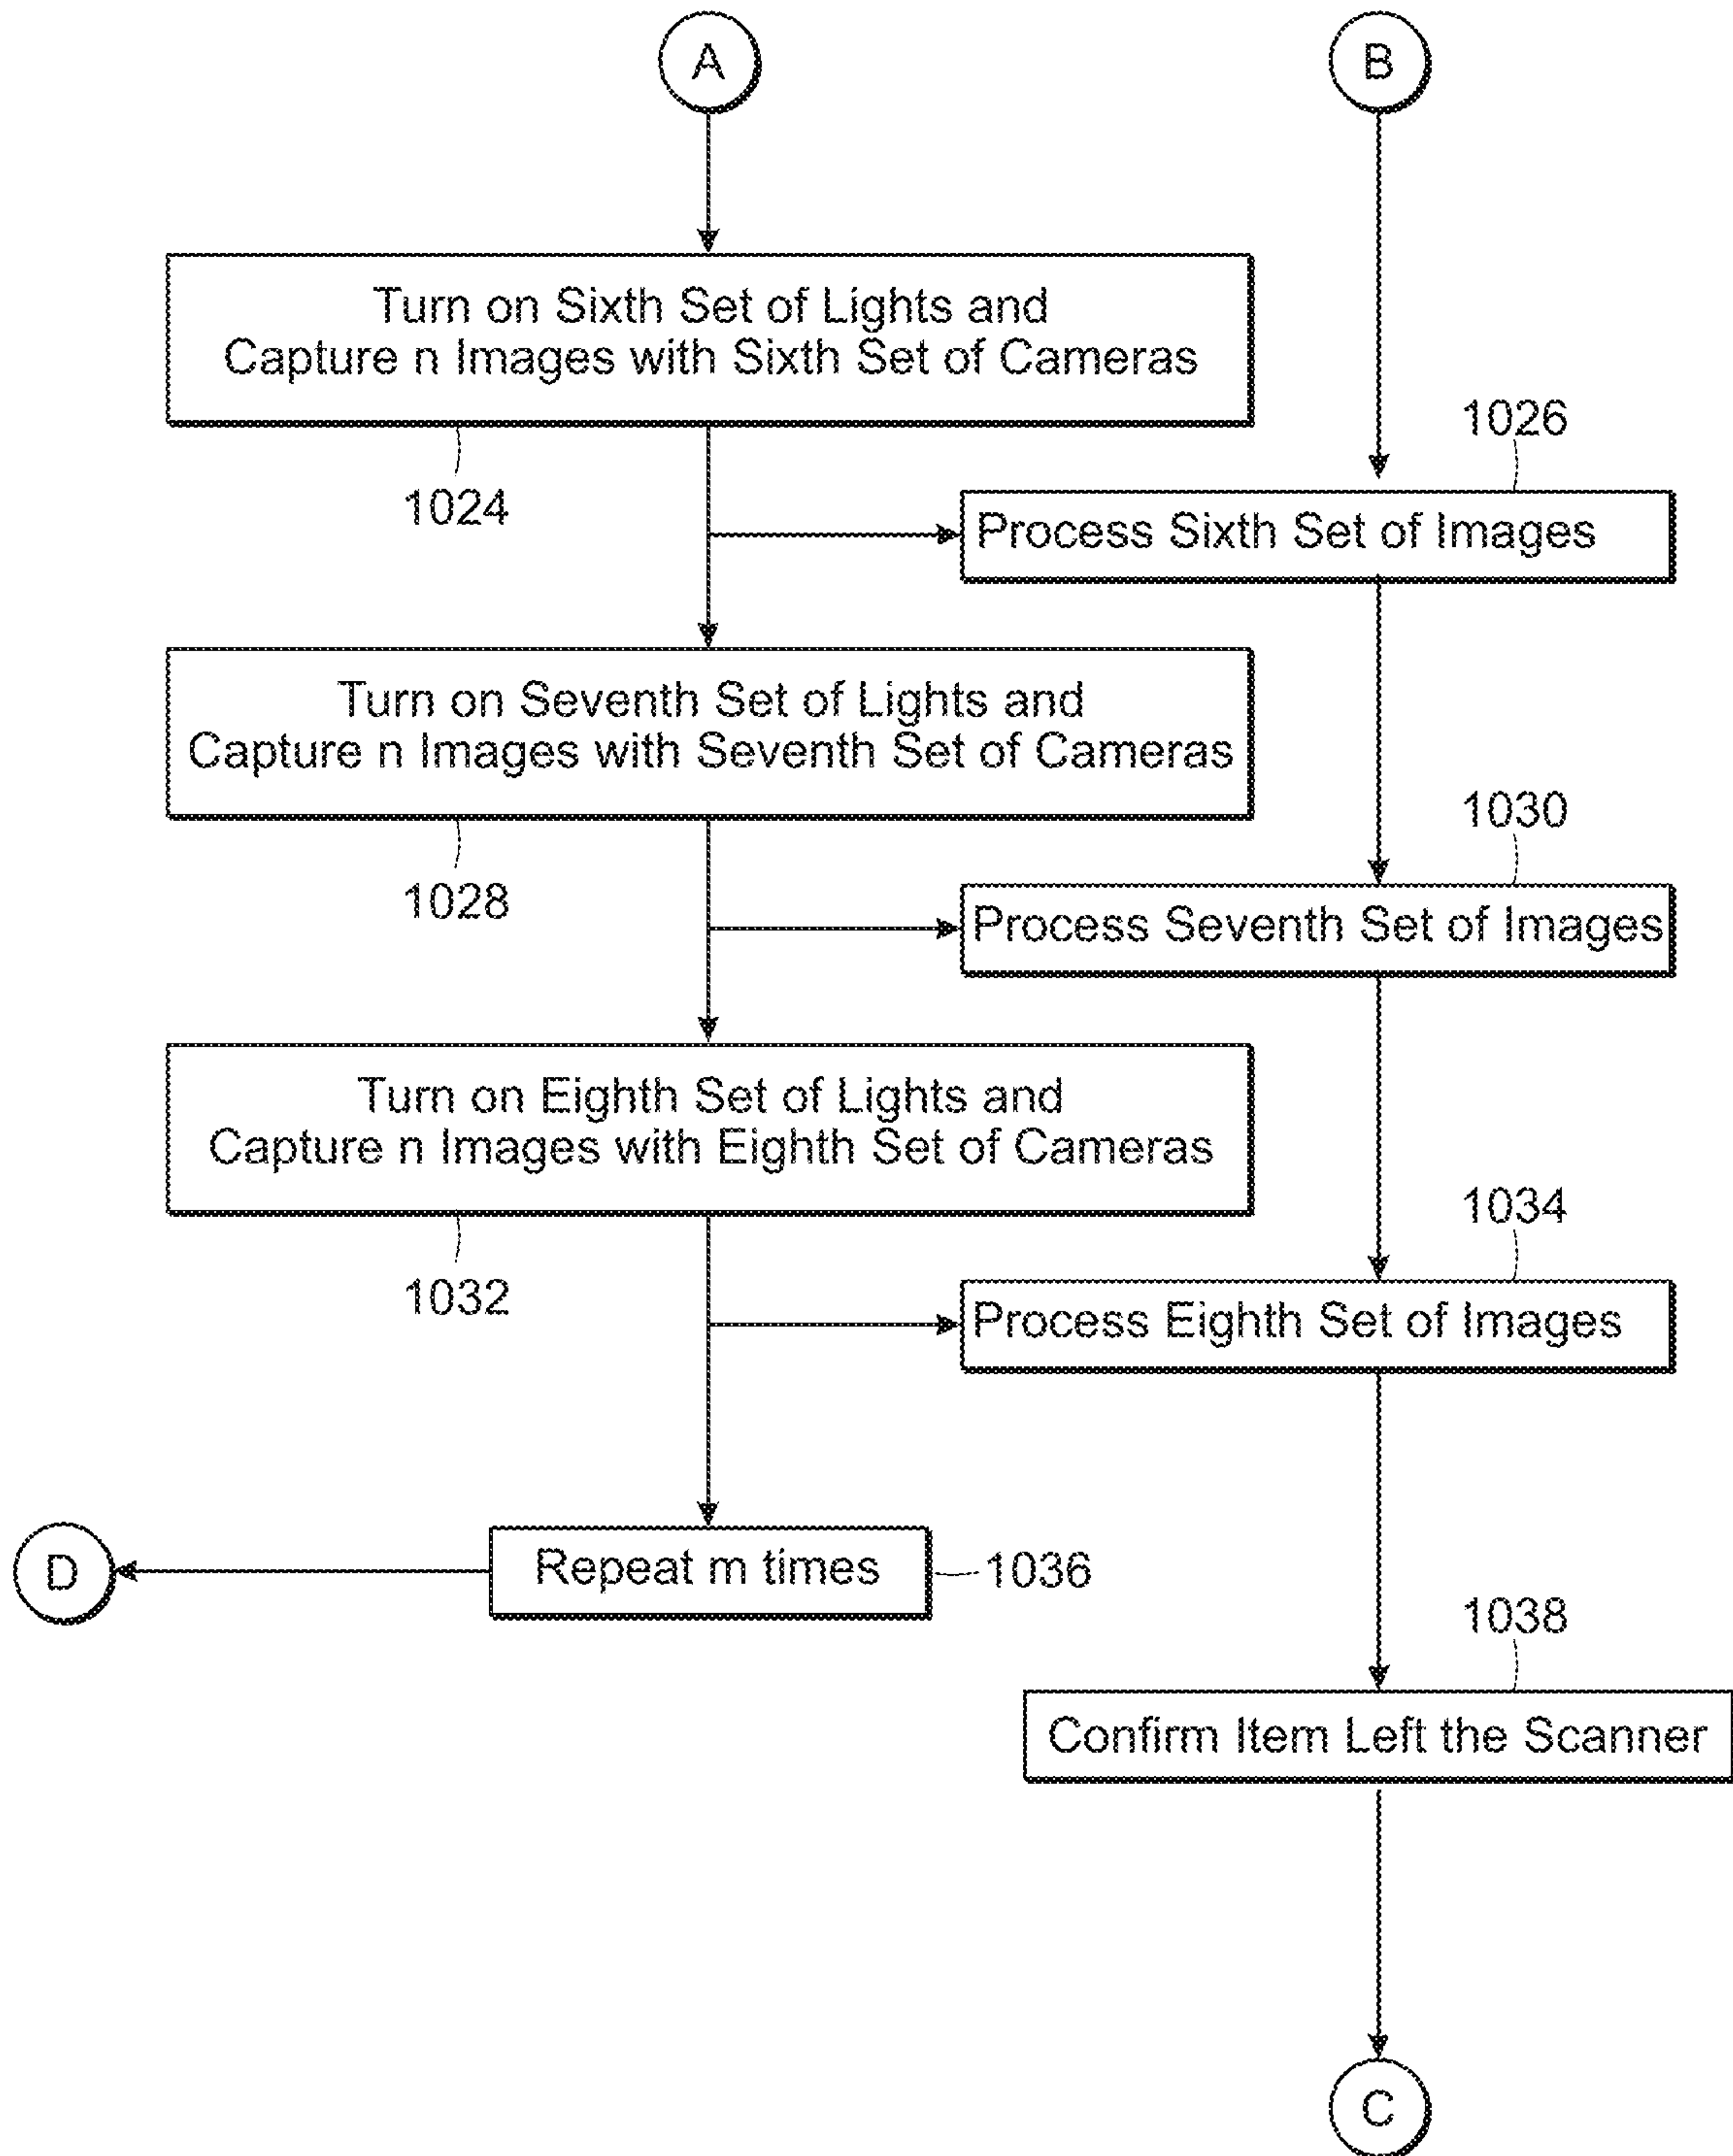 A
B
Turn on Sixth Set of Lights and
Capture n Images with Sixth Set of Cameras
1024
1026
Process Sixth Set of Images
Turn on Seventh Set of Lights and
Capture n Images with Seventh Set of Cameras
1028
1030
Process Seventh Set of Images
Turn on Eighth Set of Lights and
Capture n Images with Eighth Set of Cameras
1032
1034
Process Eighth Set of Images
D
Repeat m times
1036
1038
Confirm Item Left the Scanner
C